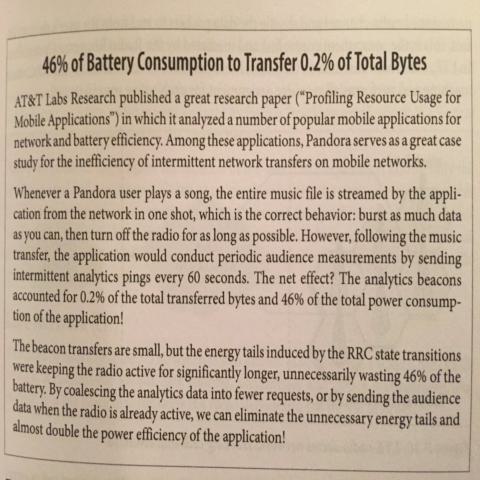 46% of Battery Consumption to Transfer 0.2% of Total Bytes
AT&T Labs Research published a great research paper (“Profiling Resource Usage for
Mobile Applications”) in which it analyzed a number of popular mobile applications for
network and battery efficiency. Among these applications, Pandora serves as a great case
study for the inefficiency of intermittent network transfers on mobile networks.
Whenever a Pandora user plays a song, the entire music file is streamed by the appli-
cation from the network in one shot, which is the correct behavior: burst as much data
as you can, then turn off the radio for as long as possible. However, following the music
transfer, the application would conduct periodic audience measurements by sending
intermittent analytics pings every 60 seconds. The net effect? The analytics beacons
accounted for 0.2% of the total transferred bytes and 46% of the total power consump-
tion of the application!
The beacon transfers are small, but the energy tails induced by the RRC state transitions
were keeping the radio active for significantly longer, unnecessarily wasting 46% of the
battery. By coalescing the analytics data into fewer requests, or by sending the audience
data when the radio is already active, we can eliminate the unnecessary energy tails and
almost double the power efficiency of the application!